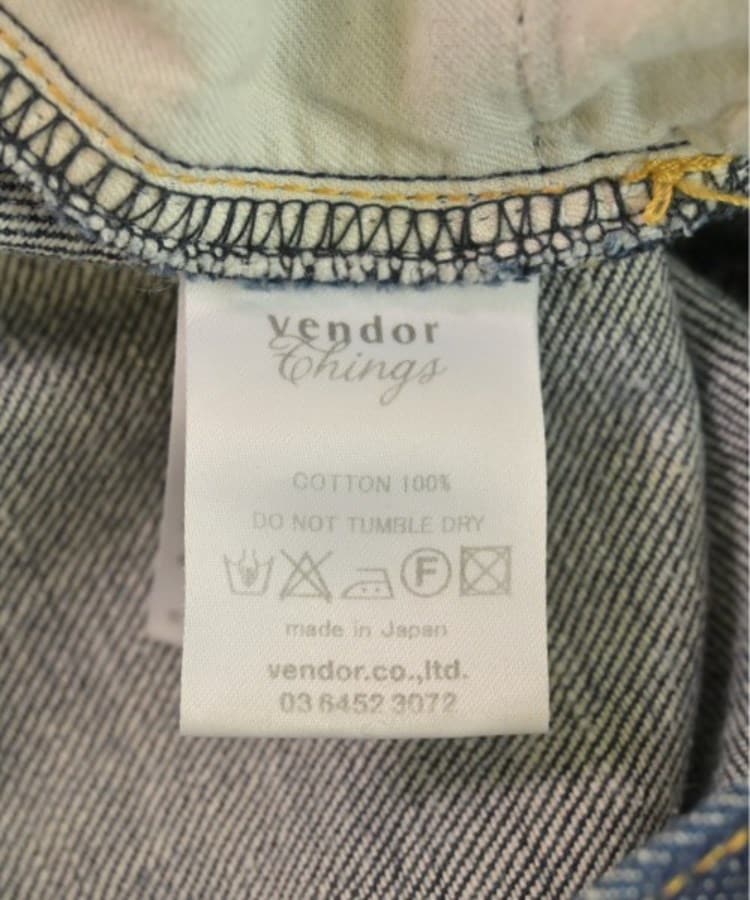 vendor
Things
COTTON 100%
DO NOT TUMBLE DRY
F
made in Japan
vendor.co.,ltd.
03 6452 3072